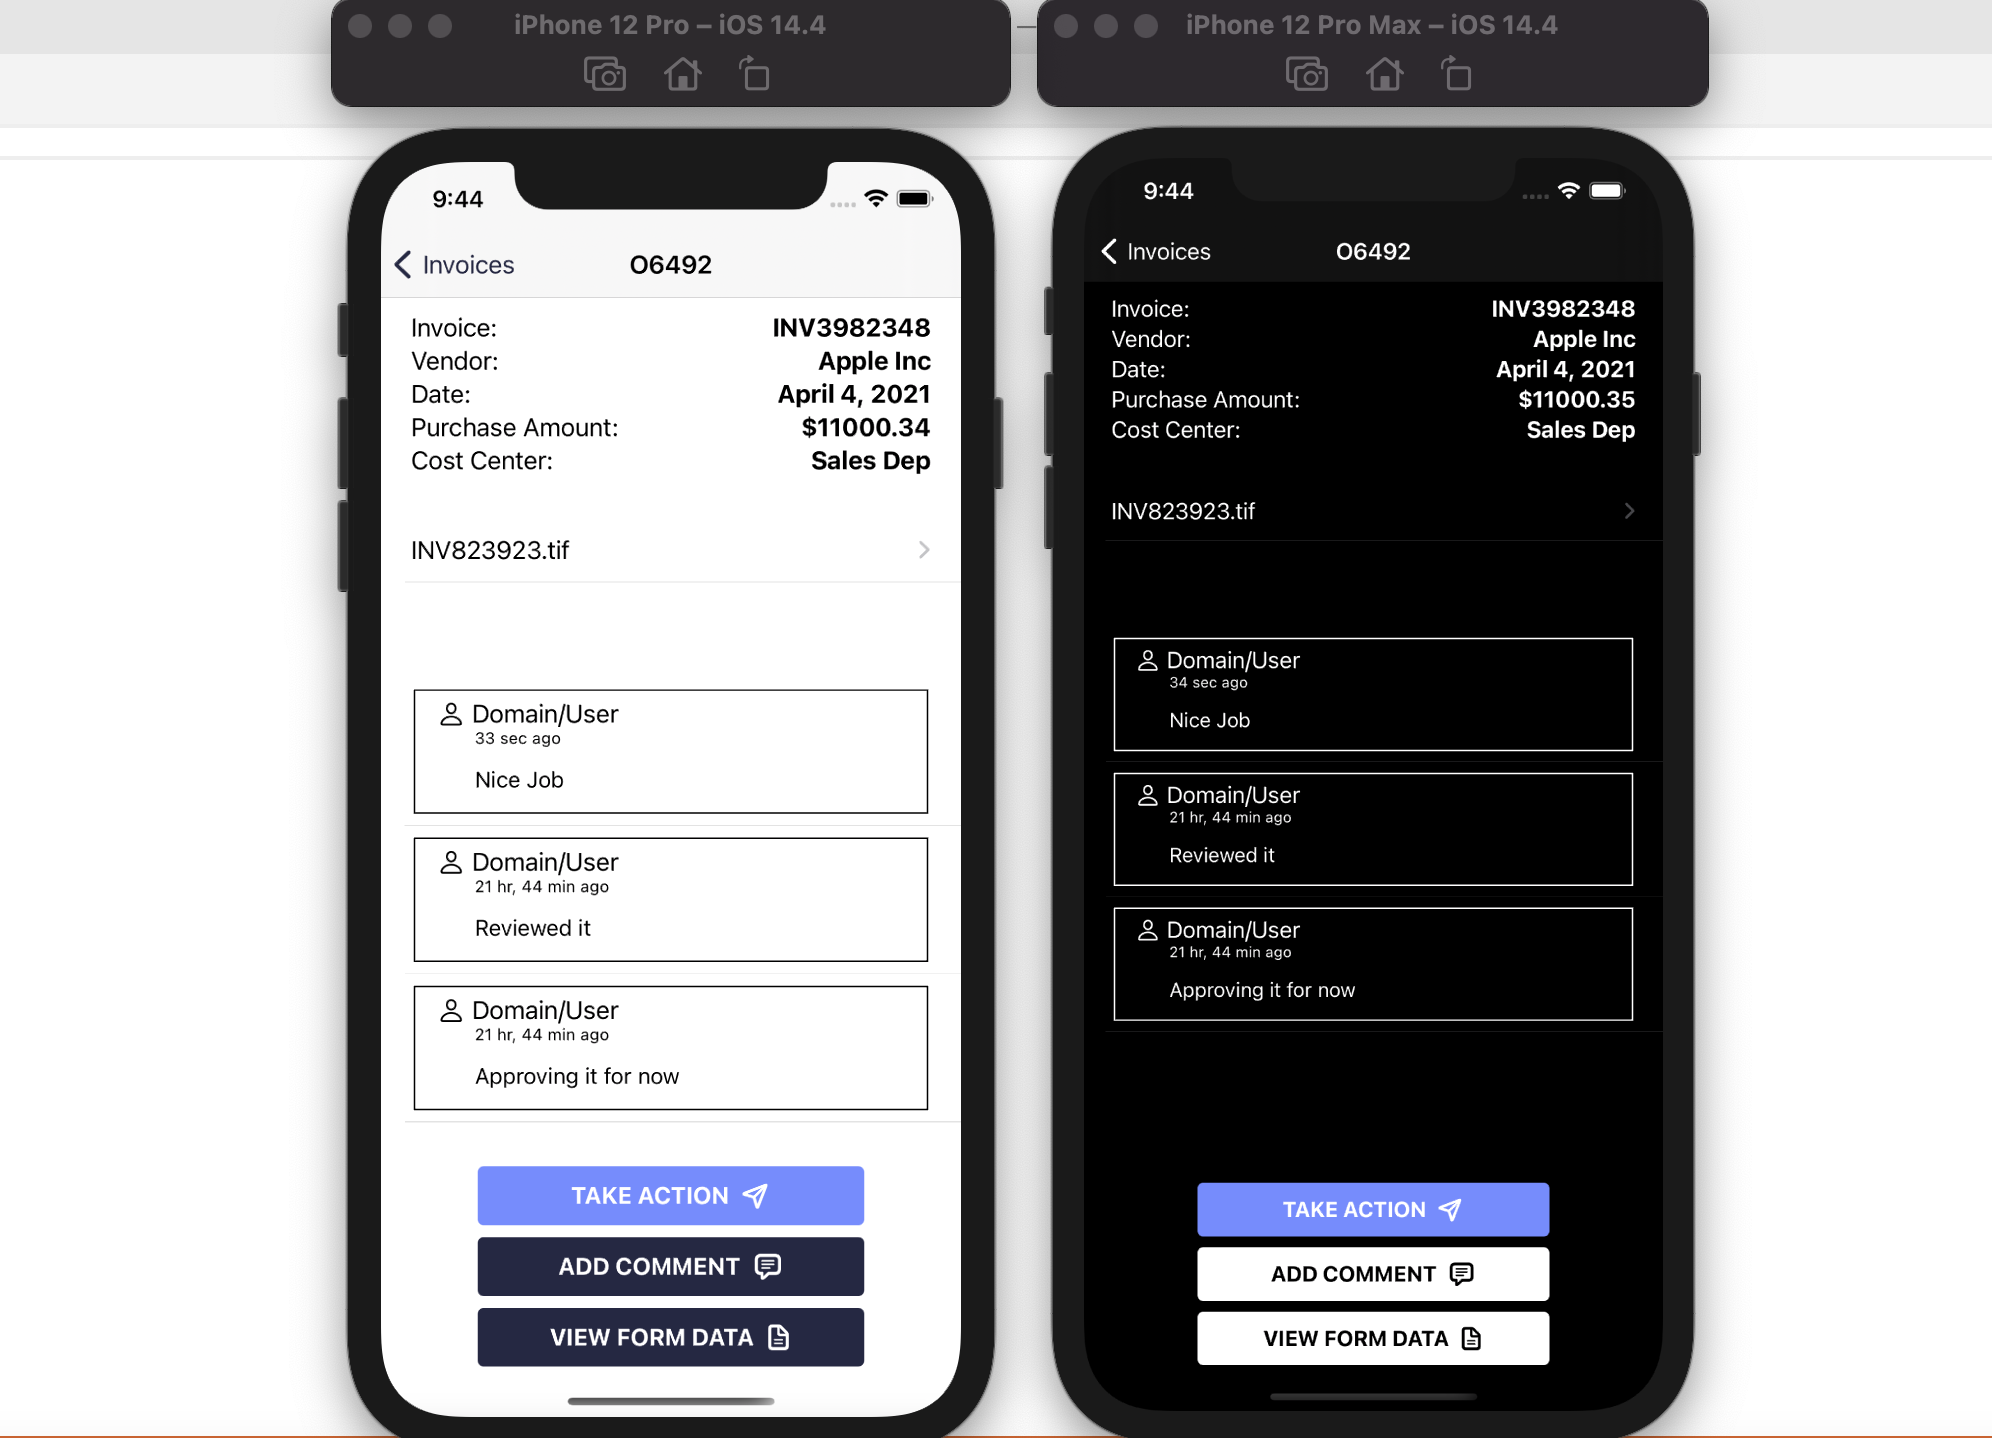 iPhone 12 Pro – iOS 14.4
9:44
Invoices
O6492
Invoice: INV3982348
Vendor: Apple Inc
Date: April 4, 2021
Purchase Amount: $11000.34
Cost Center: Sales Dep
INV823923.tif
Domain/User
33 sec ago
Nice Job
Domain/User
21 hr, 44 min ago
Reviewed it
Domain/User
21 hr, 44 min ago
Approving it for now
TAKE ACTION
ADD COMMENT
VIEW FORM DATA
iPhone 12 Pro Max – iOS 14.4
9:44
Invoices
O6492
Invoice: INV3982348
Vendor: Apple Inc
Date: April 4, 2021
Purchase Amount: $11000.35
Cost Center: Sales Dep
INV823923.tif
Domain/User
34 sec ago
Nice Job
Domain/User
21 hr, 44 min ago
Reviewed it
Domain/User
21 hr, 44 min ago
Approving it for now
TAKE ACTION
ADD COMMENT
VIEW FORM DATA